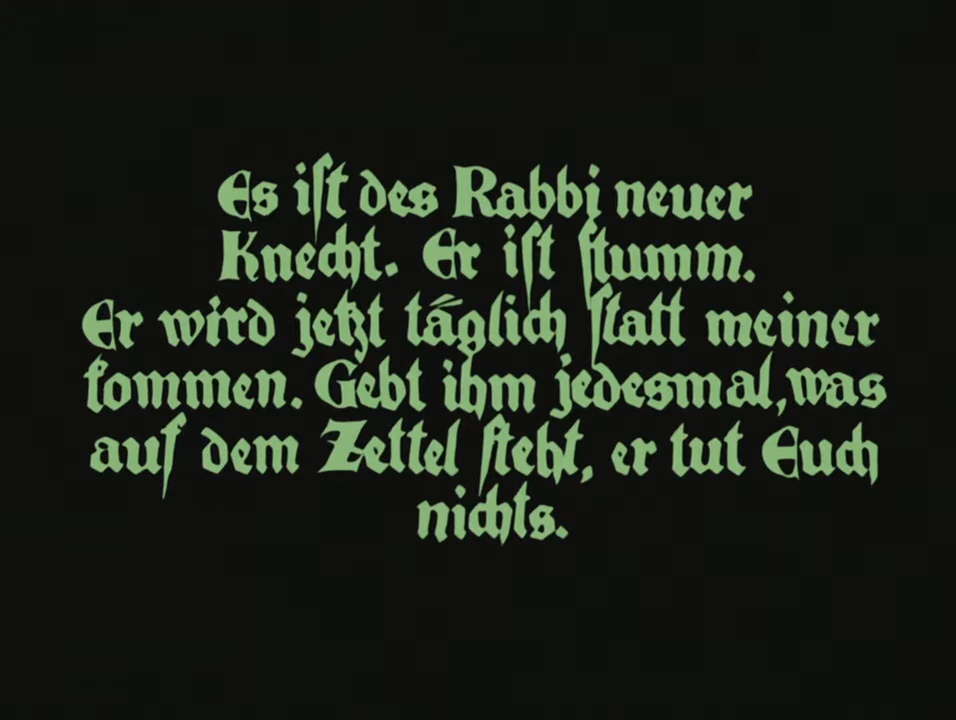 Es ist des Rabbi neuer
Knecht. Er ist stumm.
Er wird jetzt täglich statt meiner
kommen. Gebt ihm jedesmal, was
auf dem Zettel steht, er tut Euch
nichts.